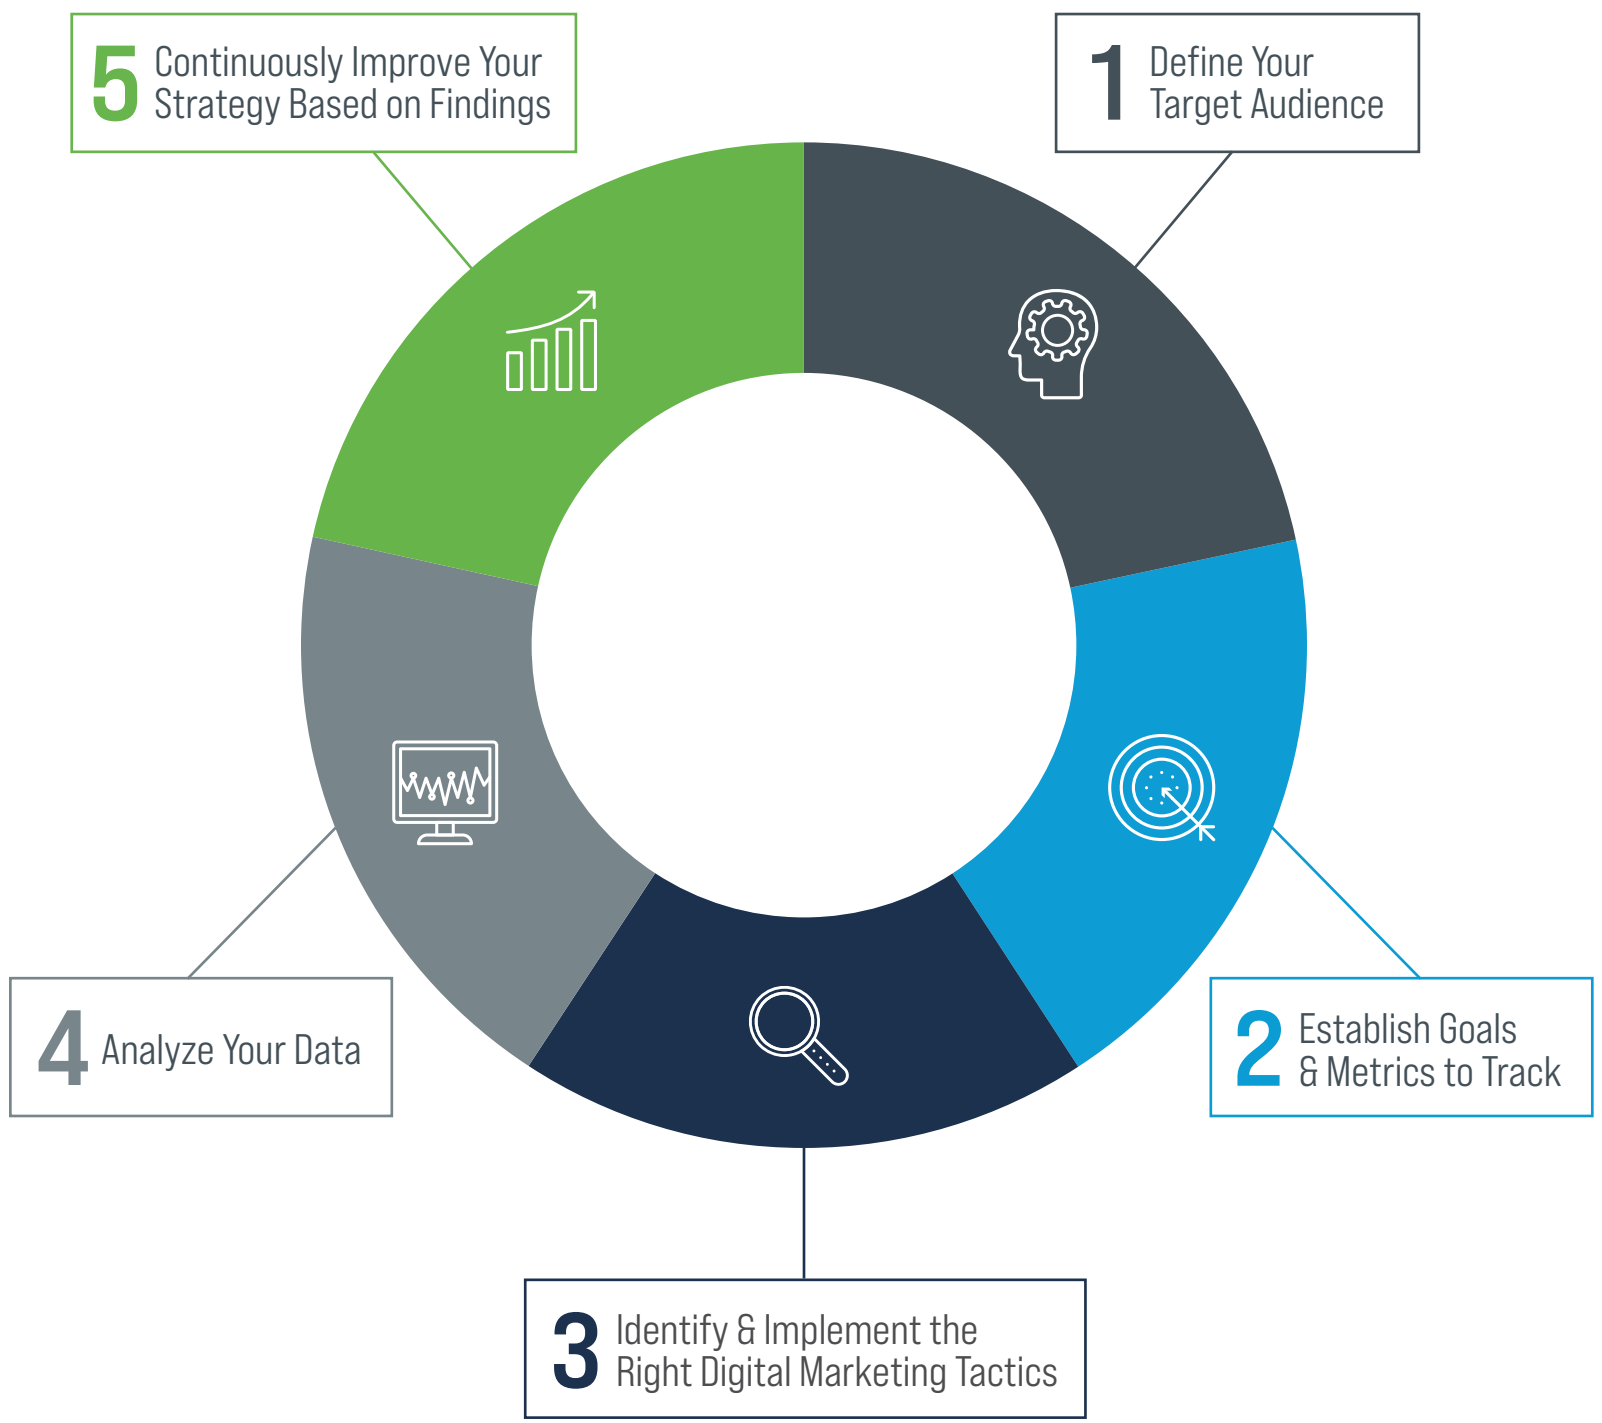 1
Define Your
Target Audience
2
Establish Goals
& Metrics to Track
3
Identify & Implement the
Right Digital Marketing Tactics
4
Analyze Your Data
5
Continuously Improve Your
Strategy Based on Findings